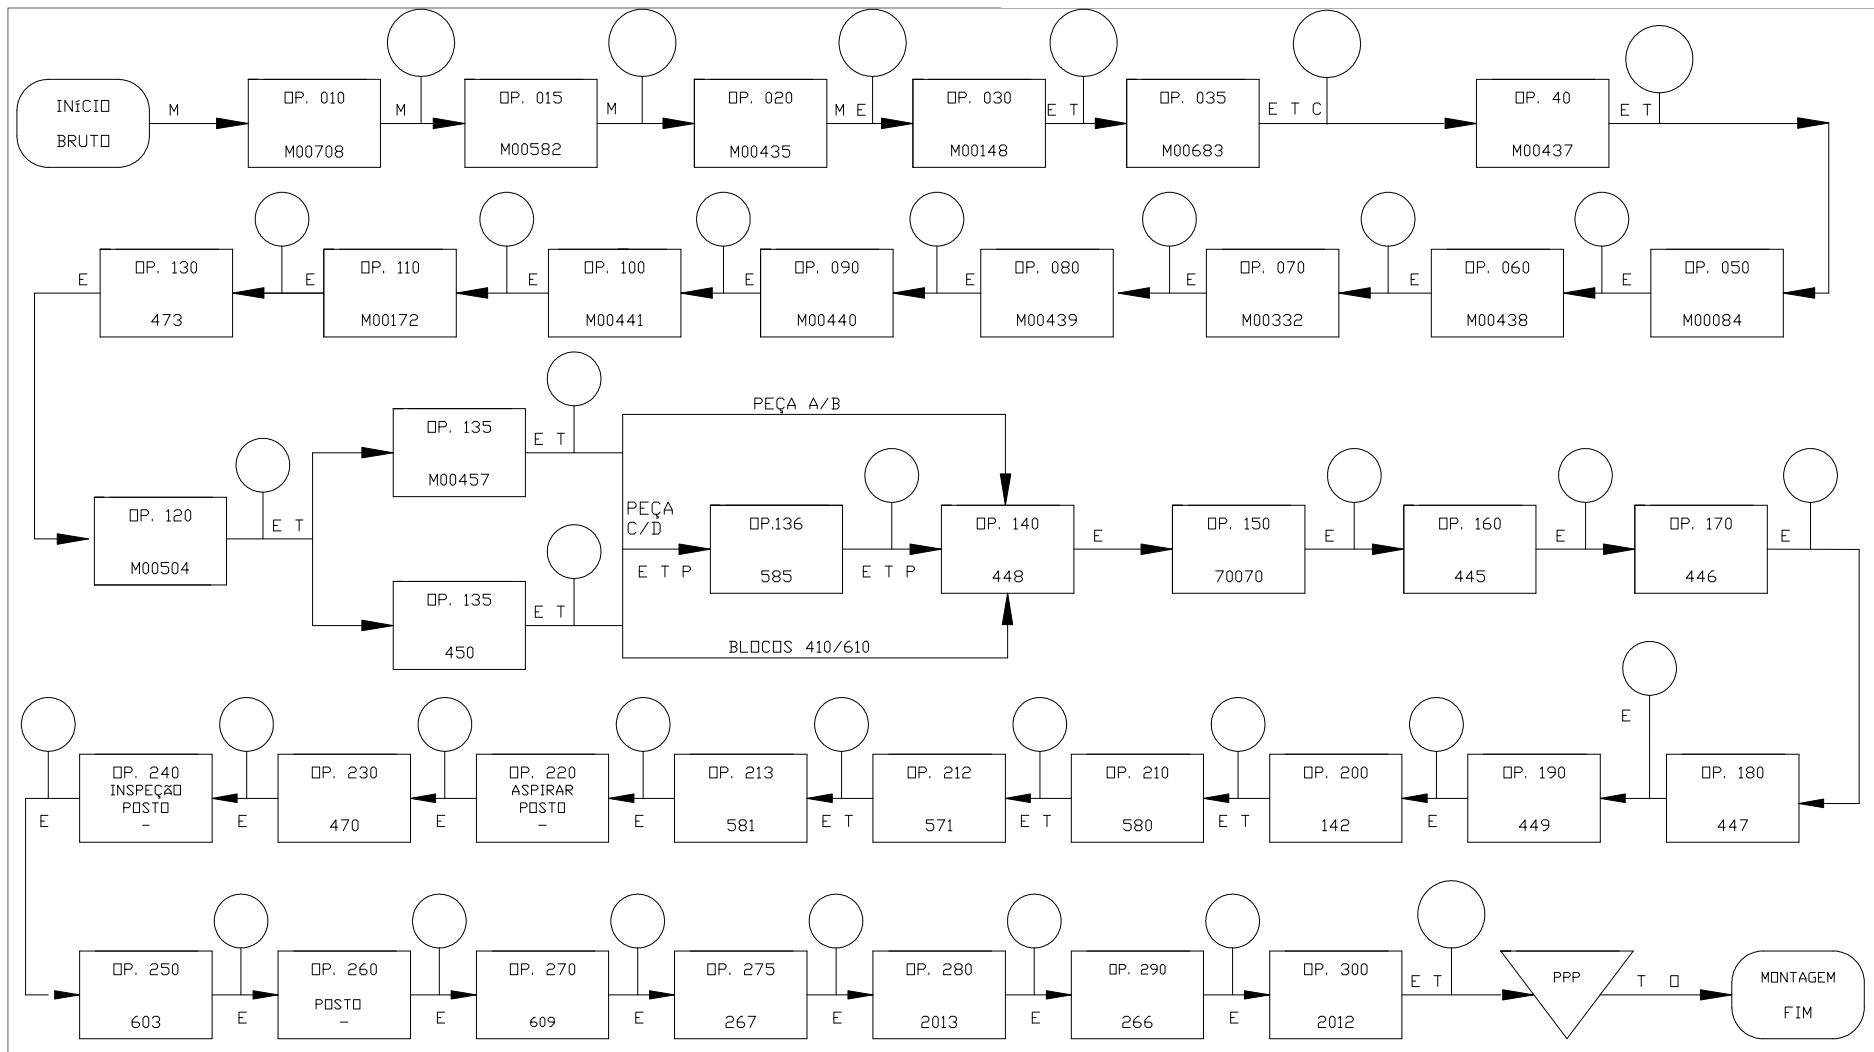 INÍCIO
BRUTO
M
OP. 010
M00708
M
OP. 015
M00582
M
OP. 020
M00435
M E
OP. 030
M00148
E T
OP. 035
M00683
E T C
OP. 40
M00437
E T
E
OP. 130
473
E
OP. 110
M00172
E
OP. 100
M00441
E
OP. 090
M00440
E
OP. 080
M00439
E
OP. 070
M00332
E
OP. 060
M00438
E
OP. 050
M00084
OP. 120
M00504
E T
OP. 135
M00457
E T
OP. 135
450
E T
PEÇA A/B
PEÇA
C/D
E T P
OP.136
585
E T P
BLOCOS 410/610
OP. 140
448
E
OP. 150
70070
E
OP. 160
445
E
OP. 170
446
E
E
OP. 240
INSPEÇÃO
POSTO
-
E
OP. 230
470
E
OP. 220
ASPIRAR
POSTO
-
E
OP. 213
581
E T
OP. 212
571
E T
OP. 210
580
E T
OP. 200
142
E
OP. 190
449
E
OP. 180
447
OP. 250
603
E
OP. 260
POSTO
-
E
OP. 270
609
E
OP. 275
267
E
OP. 280
2013
E
OP. 290
266
E
OP. 300
2012
E T
PPP
T O
MONTAGEM
FIM